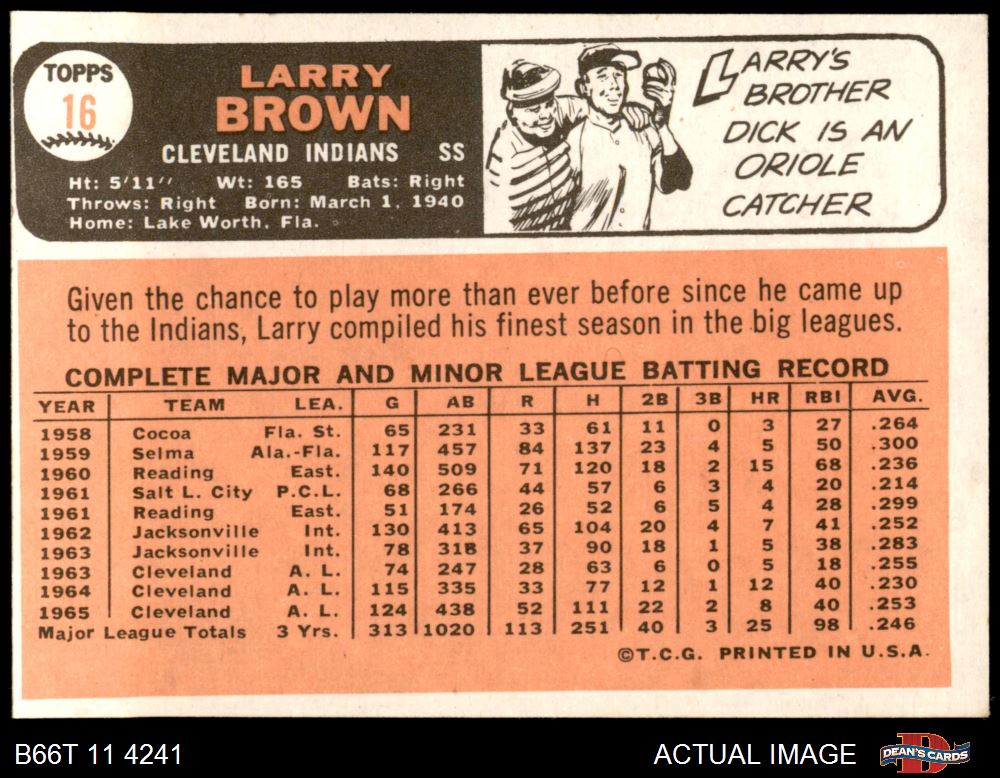 TOPPS
16
LARRY
BROWN
CLEVELAND INDIANS SS
Ht: 5'11" Wt: 165 Bats: Right
Throws: Right Born: March 1, 1940
Home: Lake Worth, Fla.
LARRY'S
BROTHER
DICK IS AN
ORIOLE
CATCHER
Given the chance to play more than ever before since he came up
to the Indians, Larry compiled his finest season in the big leagues.
COMPLETE MAJOR AND MINOR LEAGUE BATTING RECORD
YEAR TEAM LEA. G AB R H 2B 3B HR RBI AVG.
1958 Cocoa Fla. St. 65 231 33 61 11 0 3 27 .264
1959 Selma Ala.-Fla. 117 457 84 137 23 4 5 50 .300
1960 Reading East. 140 509 71 120 18 2 15 68 .236
1961 Salt L. City P.C.L. 68 266 44 57 6 3 4 20 .214
1961 Reading East. 51 174 26 52 6 5 4 28 .299
1962 Jacksonville Int. 130 413 65 104 20 4 7 41 .252
1963 Jacksonville Int. 78 318 37 90 18 1 5 38 .283
1963 Cleveland A. L. 74 247 28 63 6 0 5 18 .255
1964 Cleveland A. L. 115 335 33 77 12 1 12 40 .230
1965 Cleveland A. L. 124 438 52 111 22 2 8 40 .253
Major League Totals 3 Yrs. 313 1020 113 251 40 3 25 98 .246
©T.C.G. PRINTED IN U.S.A.
B66T 11 4241
ACTUAL IMAGE
DEAN'S CARDS